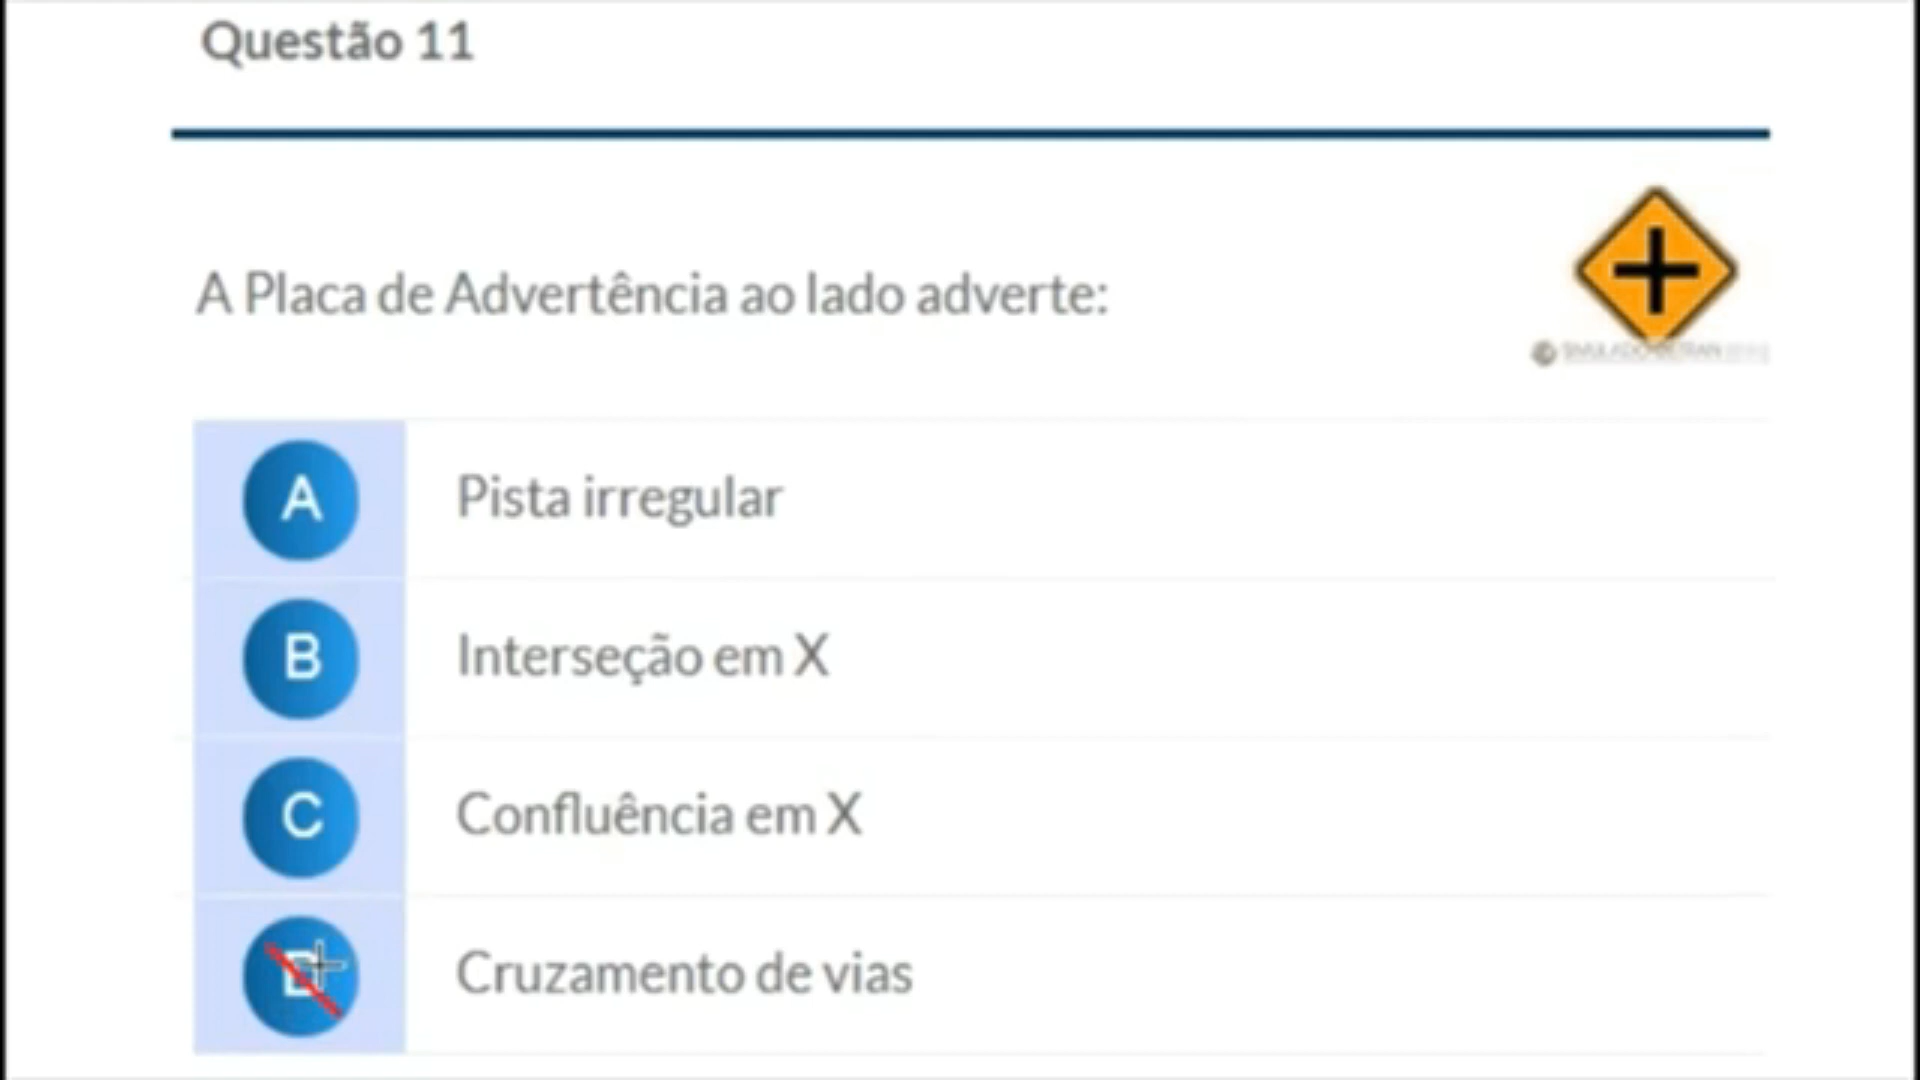 Questão 11
A Placa de Advertência ao lado adverte:
A Pista irregular
B Interseção em X
C Confluência em X
D Cruzamento de vias